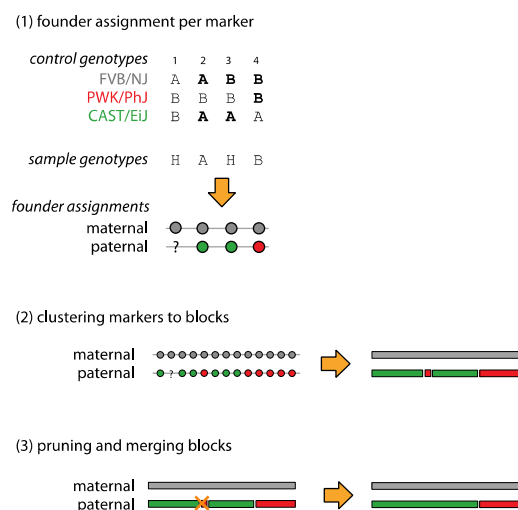 (1) founder assignment per marker
control genotypes 1 2 3 4
FVB/NJ A A B B
PWK/PhJ B B B B
CAST/EiJ B A A A
sample genotypes H A H B
founder assignments
maternal
paternal ?
(2) clustering markers to blocks
maternal
paternal ?
(3) pruning and merging blocks
maternal
paternal